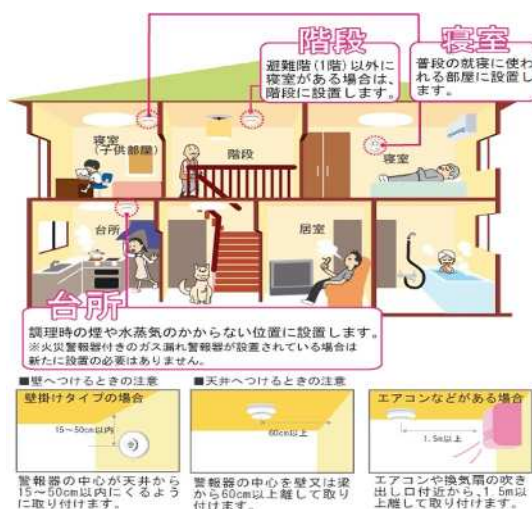 階段
避難階(1階)以外に
寝室がある場合は、
階段に設置します。
寝室
普段の就寝に使わ
れる部屋に設置し
ます。
寝室
(子供部屋)
階段
寝室
台所
居室
台所
調理時の煙や水蒸気のかからない位置に設置します。
※火災警報器付きのガス漏れ警報器が設置されている場合は
新たに設置の必要はありません。
■壁へつけるときの注意
壁掛けタイプの場合
15～50cm以内
警報器の中心が天井から
15～50cm以内にくるよう
に取り付けます。
■天井へつけるときの注意
60cm以上
警報器の中心を壁又は梁
から60cm以上離して取り
付けます。
エアコンなどがある場合
1.5m以上
エアコンや換気扇の吹き
出し口付近から、1.5m以
上離して取り付けます。